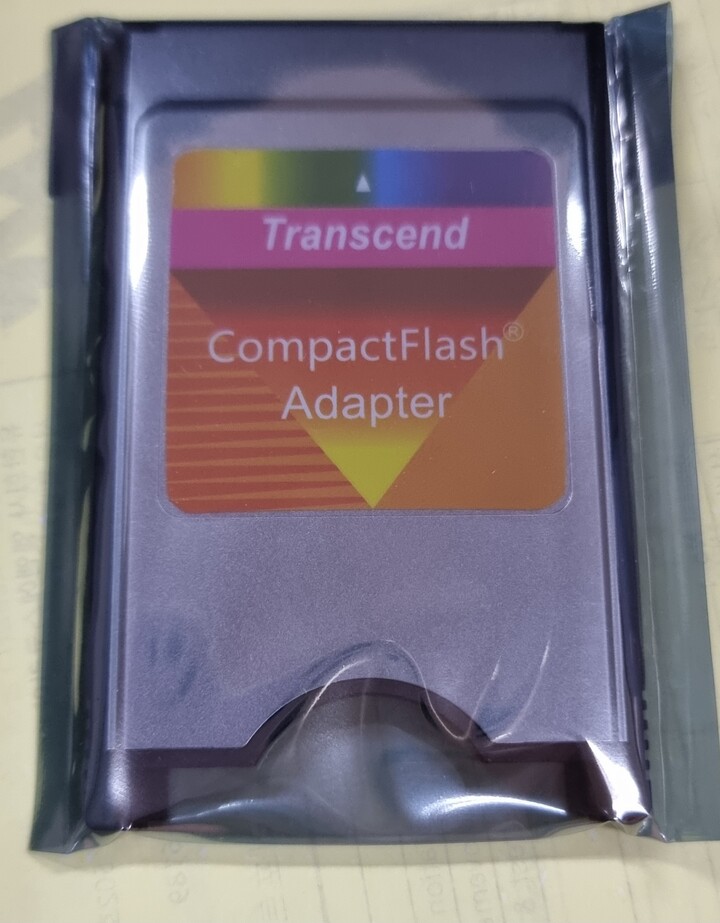 Transcend
CompactFlash®
Adapter